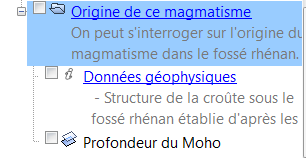 Origine de ce magmatisme
On peut s'interroger sur l'origine du
magmatisme dans le fossé rhénan.
Données géophysiques
- Structure de la croûte sous le
fossé rhénan établie d'après les
Profondeur du Moho